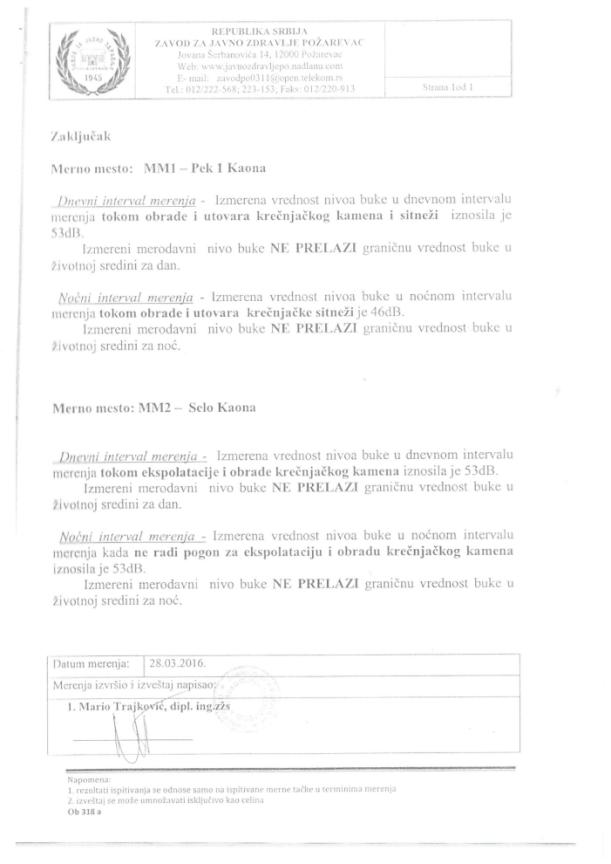 REPUBLIKA SRBIJA
ZAVOD ZA JAVNO ZDRAVLJE POŽAREVAC
Jovana Šerbanovića 14, 12000 Požarevac
Web: www.javnozdravljepo.nadlanu.com
E- mail: zavodpo0311@open.telekom.rs
Tel.: 012/222-568; 223-153; Faks: 012/220-913
Strana 1od 1
1945
Zaključak
Merno mesto: MM1 – Pek I Kaona
Dnevni interval merenja - Izmerena vrednost nivoa buke u dnevnom intervalu
merenja tokom obrade i utovara krečnjačkog kamena i sitneži iznosila je
53dB.
Izmereni merodavni nivo buke NE PRELAZI graničnu vrednost buke u
životnoj sredini za dan.
Noćni interval merenja - Izmerena vrednost nivoa buke u noćnom intervalu
merenja tokom obrade i utovara krečnjačke sitneži je 46dB.
Izmereni merodavni nivo buke NE PRELAZI graničnu vrednost buke u
životnoj sredini za noć.
Merno mesto: MM2 – Selo Kaona
Dnevni interval merenja - Izmerena vrednost nivoa buke u dnevnom intervalu
merenja tokom ekspolatacije i obrade krečnjačkog kamena iznosila je 53dB.
Izmereni merodavni nivo buke NE PRELAZI graničnu vrednost buke u
životnoj sredini za dan.
Noćni interval merenja - Izmerena vrednost nivoa buke u noćnom intervalu
merenja kada ne radi pogon za ekspolataciju i obradu krečnjačkog kamena
iznosila je 53dB.
Izmereni merodavni nivo buke NE PRELAZI graničnu vrednost buke u
životnoj sredini za noć.
Datum merenja: 28.03.2016.
Merenja izvršio i izveštaj napisao:
1. Mario Trajković, dipl. ing.zžs
Napomena:
1. rezultati ispitivanja se odnose samo na ispitivane merne tačke u terminima merenja
2. izveštaj se može umnožavati isključivo kao celina
Ob 318 a